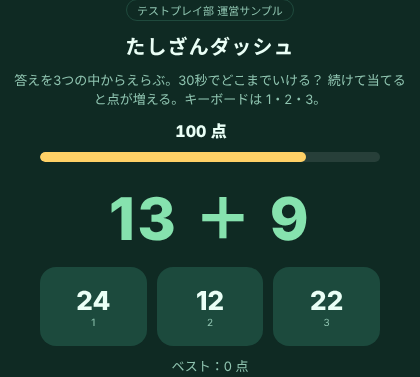 テストプレイ部 運営サンプル
たしざんダッシュ
答えを3つの中からえらぶ。30秒でどこまでいける？ 続けて当てる
と点が増える。キーボードは 1・2・3。
100 点
13 + 9
24 12 22
1 2 3
ベスト：0 点